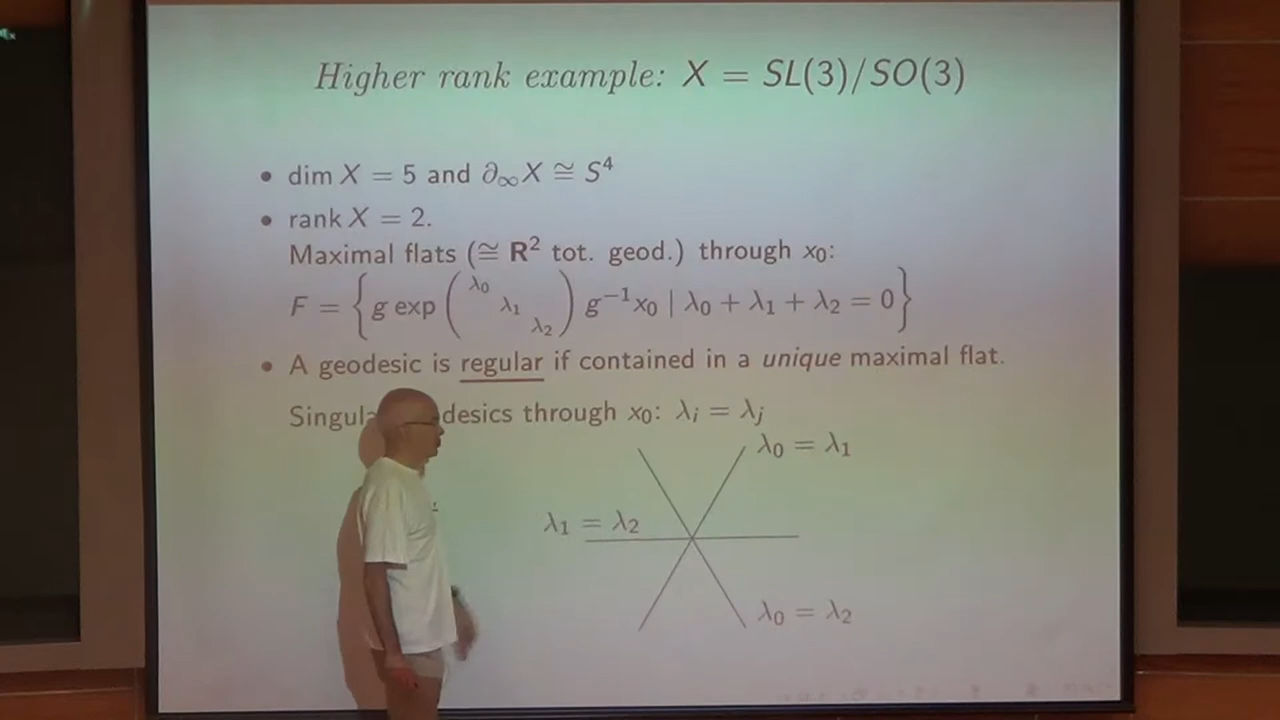 Higher rank example: X = SL(3)/SO(3)
• dim X = 5 and ∂∞X ≅ S⁴
• rank X = 2.
Maximal flats (≅ R² tot. geod.) through x₀:
F = { g exp ( λ₀ λ₁ λ₂ ) g⁻¹x₀ | λ₀ + λ₁ + λ₂ = 0 }
• A geodesic is regular if contained in a unique maximal flat.
through x₀: λᵢ = λⱼ
λ₀ = λ₁
λ₁ = λ₂
λ₀ = λ₂